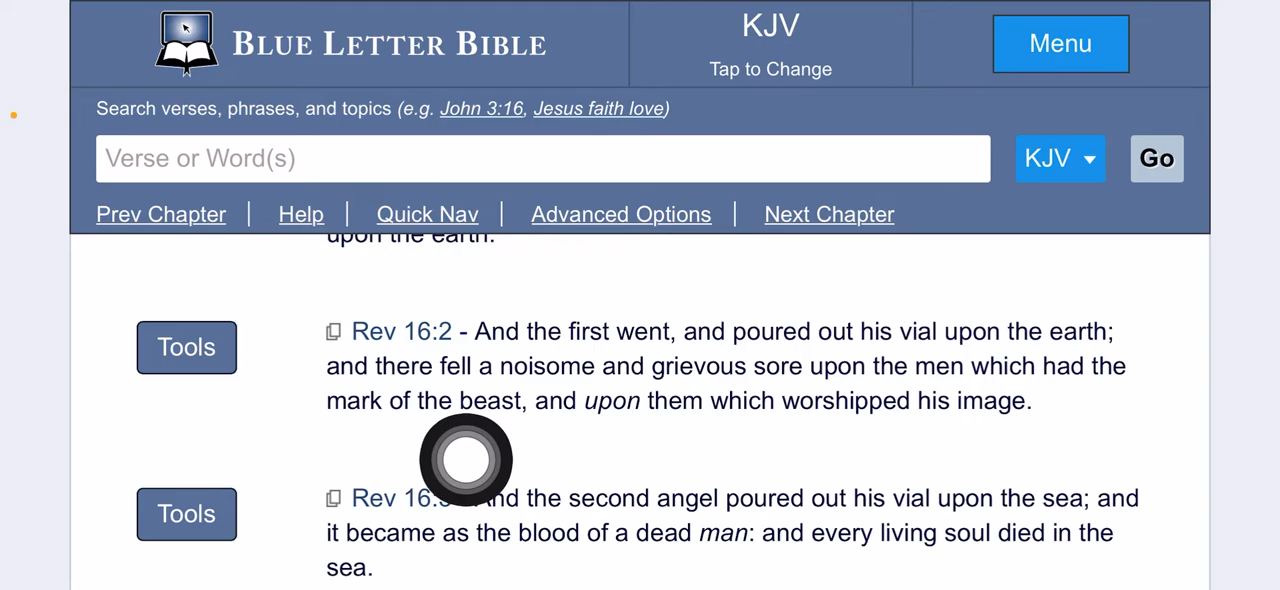 BLUE LETTER BIBLE
KJV
Tap to Change
Menu
Search verses, phrases, and topics (e.g. John 3:16, Jesus faith love)
Verse or Word(s)
KJV
Go
Prev Chapter | Help | Quick Nav | Advanced Options | Next Chapter
upon the earth.
Tools
Rev 16:2 - And the first went, and poured out his vial upon the earth;
and there fell a noisome and grievous sore upon the men which had the
mark of the beast, and upon them which worshipped his image.
Tools
Rev And the second angel poured out his vial upon the sea; and
it became as the blood of a dead man: and every living soul died in the
sea.